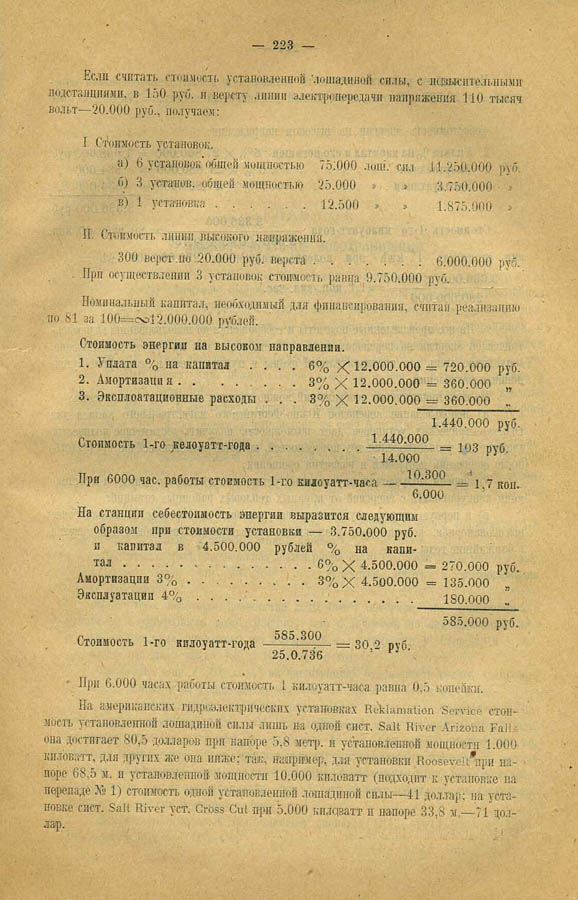 — 223 —
Если считать стоимость установленной лошадиной силы, с повысительными
подстанциями, в 150 руб. и версту линии электропередачи напряжения 110 тысяч
вольт—20.000 руб., получаем:
I Стоимость установок.
а) 6 установок общей мощностью 75.000 лош. сил 11.250.000 руб.
б) 3 установ. общей мощностью 25.000 „ „ 3.750.000 „
в) 1 установка . . . . . . 12.500 „ „ 1.875.000 „
II. Стоимость линии высокого напряжения.
300 верст по 20.000 руб. верста . . . . . . 6.000.000 руб.
При осуществлении 3 установок стоимость равна 9.750.000 руб.
Номинальный капитал, необходимый для финансирования, считая реализацию
по 81 за 100=∞12.000.000 рублей.
Стоимость энергии на высоком направлении.
1. Уплата % на капитал . . . . 6% × 12.000.000 = 720.000 руб.
2. Амортизация . . . . . . . . 3% × 12.000.000 = 360.000 „
3. Эксплоатационные расходы . . . 3% × 12.000.000 = 360.000 „
1.440.000 руб.
Стоимость 1-го келоуатт-года . . . . . . . . 1.440.000 / 14.000 = 103 руб.
При 6000 час. работы стоимость 1-го килоуатт-часа — 10.300 / 6.000 = 1,7 коп.
На станции себестоимость энергии выразится следующим
образом при стоимости установки — 3.750.000 руб.
и капитал в 4.500.000 рублей % на капи-
тал . . . . . . . . . . . . . . 6% × 4.500.000 = 270.000 руб.
Амортизации 3% . . . . . . . . . 3% × 4.500.000 = 135.000 „
Эксплуатации 4% . . . . . . . . . . . . . . . . 180.000 „
585.000 руб.
Стоимость 1-го килоуатт-года 585.300 / 25.0.736 = 30,2 руб.
При 6.000 часах работы стоимость 1 килоуатт-часа равна 0,5 копейки.
На американских гидроэлектрических установках Reklamation Service стои-
мость установленной лошадиной силы лишь на одной сист. Salt River Arizona Falls
она достигает 80,5 долларов при напоре 5,8 метр. и установленной мощности 1.000
киловатт, для других же она ниже; так, например, для установки Roosevelt при на-
поре 68,5 м. и установленной мощности 10.000 киловатт (подходит к установке на
перепаде № 1) стоимость одной установленной лошадиной силы—41 доллар; на уста-
новке сист. Salt River уст. Cross Cut при 5.000 килоуатт и напоре 33,8 м.—71 дол-
лар.